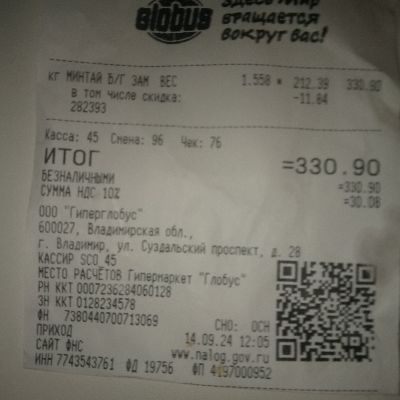 Globus
Здесь мир
вращается
вокруг вас!
кг МИНТАЙ Б/Г ЗАМ ВЕС 1.558 * 212.39 330.90
в том числе скидка: -11.84
282393
Касса: 45 Смена: 96 Чек: 76
ИТОГ =330.90
БЕЗНАЛИЧНЫМИ =330.90
СУММА НДС 10% =30.08
ООО "Гиперглобус"
600027, Владимирская обл.,
г. Владимир, ул. Суздальский проспект, д. 28
КАССИР SCO 45
МЕСТО РАСЧЁТОВ Гипермаркет "Глобус"
РН ККТ 0007236284060128
ЗН ККТ 0128234578
ФН 7380440700713069
СНО: ОСН
ПРИХОД 14.09.24 12:05
САЙТ ФНС www.nalog.gov.ru
ИНН 7743543761 ФД 19756 ФП 4197000952